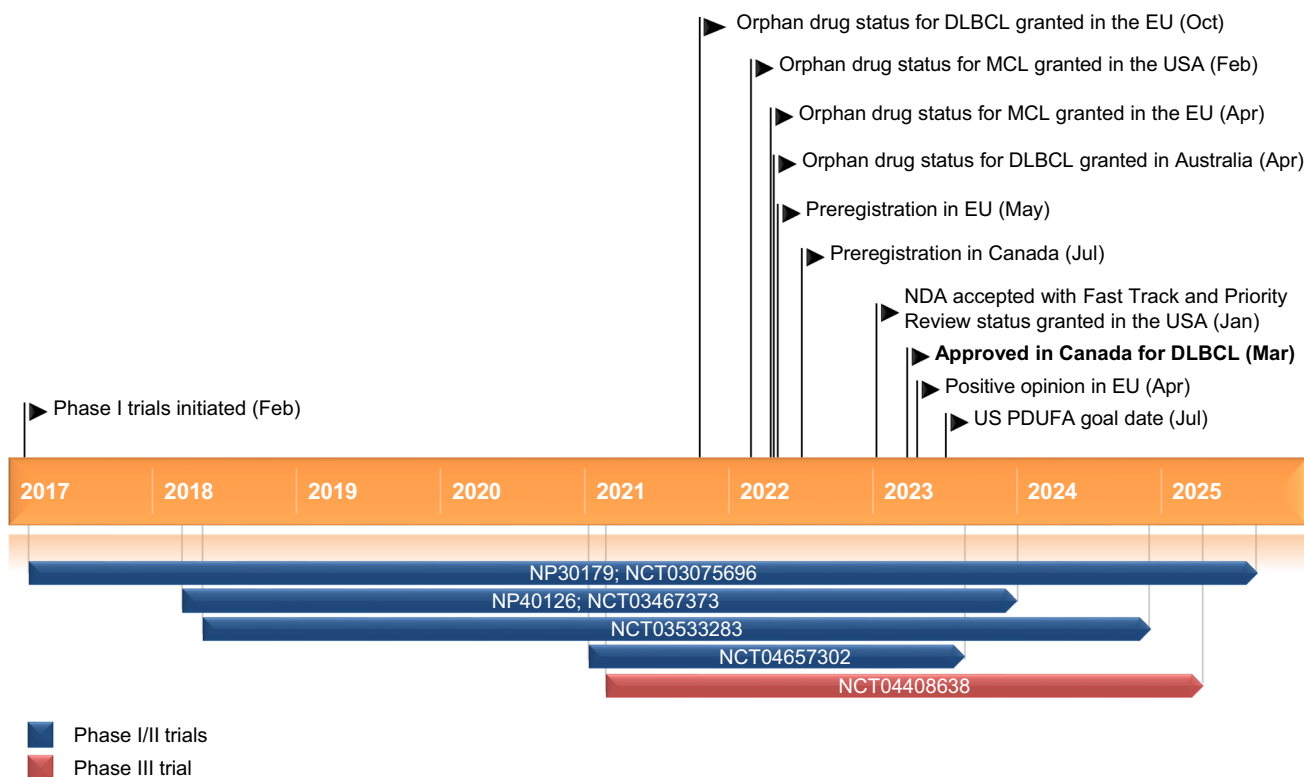 Orphan drug status for DLBCL granted in the EU (Oct)
Orphan drug status for MCL granted in the USA (Feb)
Orphan drug status for MCL granted in the EU (Apr)
Orphan drug status for DLBCL granted in Australia (Apr)
Preregistration in EU (May)
Preregistration in Canada (Jul)
NDA accepted with Fast Track and Priority
Review status granted in the USA (Jan)
Approved in Canada for DLBCL (Mar)
Positive opinion in EU (Apr)
Phase I trials initiated (Feb)
US PDUFA goal date (Jul)
2017 2018 2019 2020 2021 2022 2023 2024 2025
NP30179; NCT03075696
NP40126; NCT03467373
NCT03533283
NCT04657302
NCT04408638
Phase I/II trials
Phase III trial